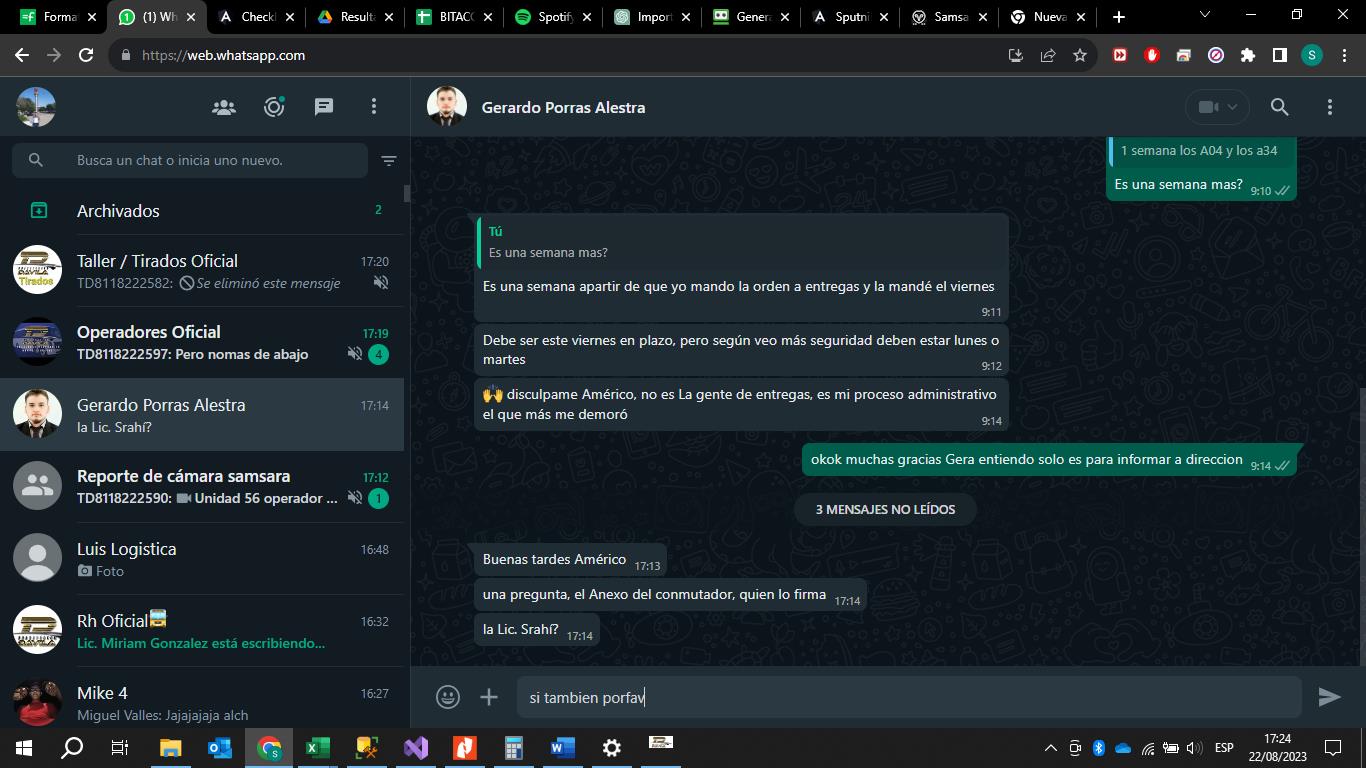 Forma
(1) Wh
Check
Result
BITAC
Spotify
Import
Gener
Sputni
Samsa
Nueva
https://web.whatsapp.com
S
Gerardo Porras Alestra
Busca un chat o inicia uno nuevo.
Archivados
2
Taller / Tirados Oficial
17:20
TD8118222582: Se eliminó este mensaje
Operadores Oficial
17:19
TD8118222597: Pero nomas de abajo
4
Gerardo Porras Alestra
17:14
la Lic. Srahí?
Reporte de cámara samsara
17:12
TD8118222590: Unidad 56 operador ...
1
Luis Logistica
16:48
Foto
Rh Oficial
16:32
Lic. Miriam Gonzalez está escribiendo...
Mike 4
16:27
Miguel Valles: Jajajajaja alch
1 semana los A04 y los a34
Es una semana mas?
9:10
Tú
Es una semana mas?
Es una semana apartir de que yo mando la orden a entregas y la mandé el viernes
9:11
Debe ser este viernes en plazo, pero según veo más seguridad deben estar lunes o
martes
9:12
🙌 disculpame Américo, no es La gente de entregas, es mi proceso administrativo
el que más me demoró
9:14
okok muchas gracias Gera entiendo solo es para informar a direccion
9:14
3 MENSAJES NO LEÍDOS
Buenas tardes Américo
17:13
una pregunta, el Anexo del conmutador, quien lo firma
17:14
la Lic. Srahí?
17:14
si tambien porfav
ESP
17:24
22/08/2023